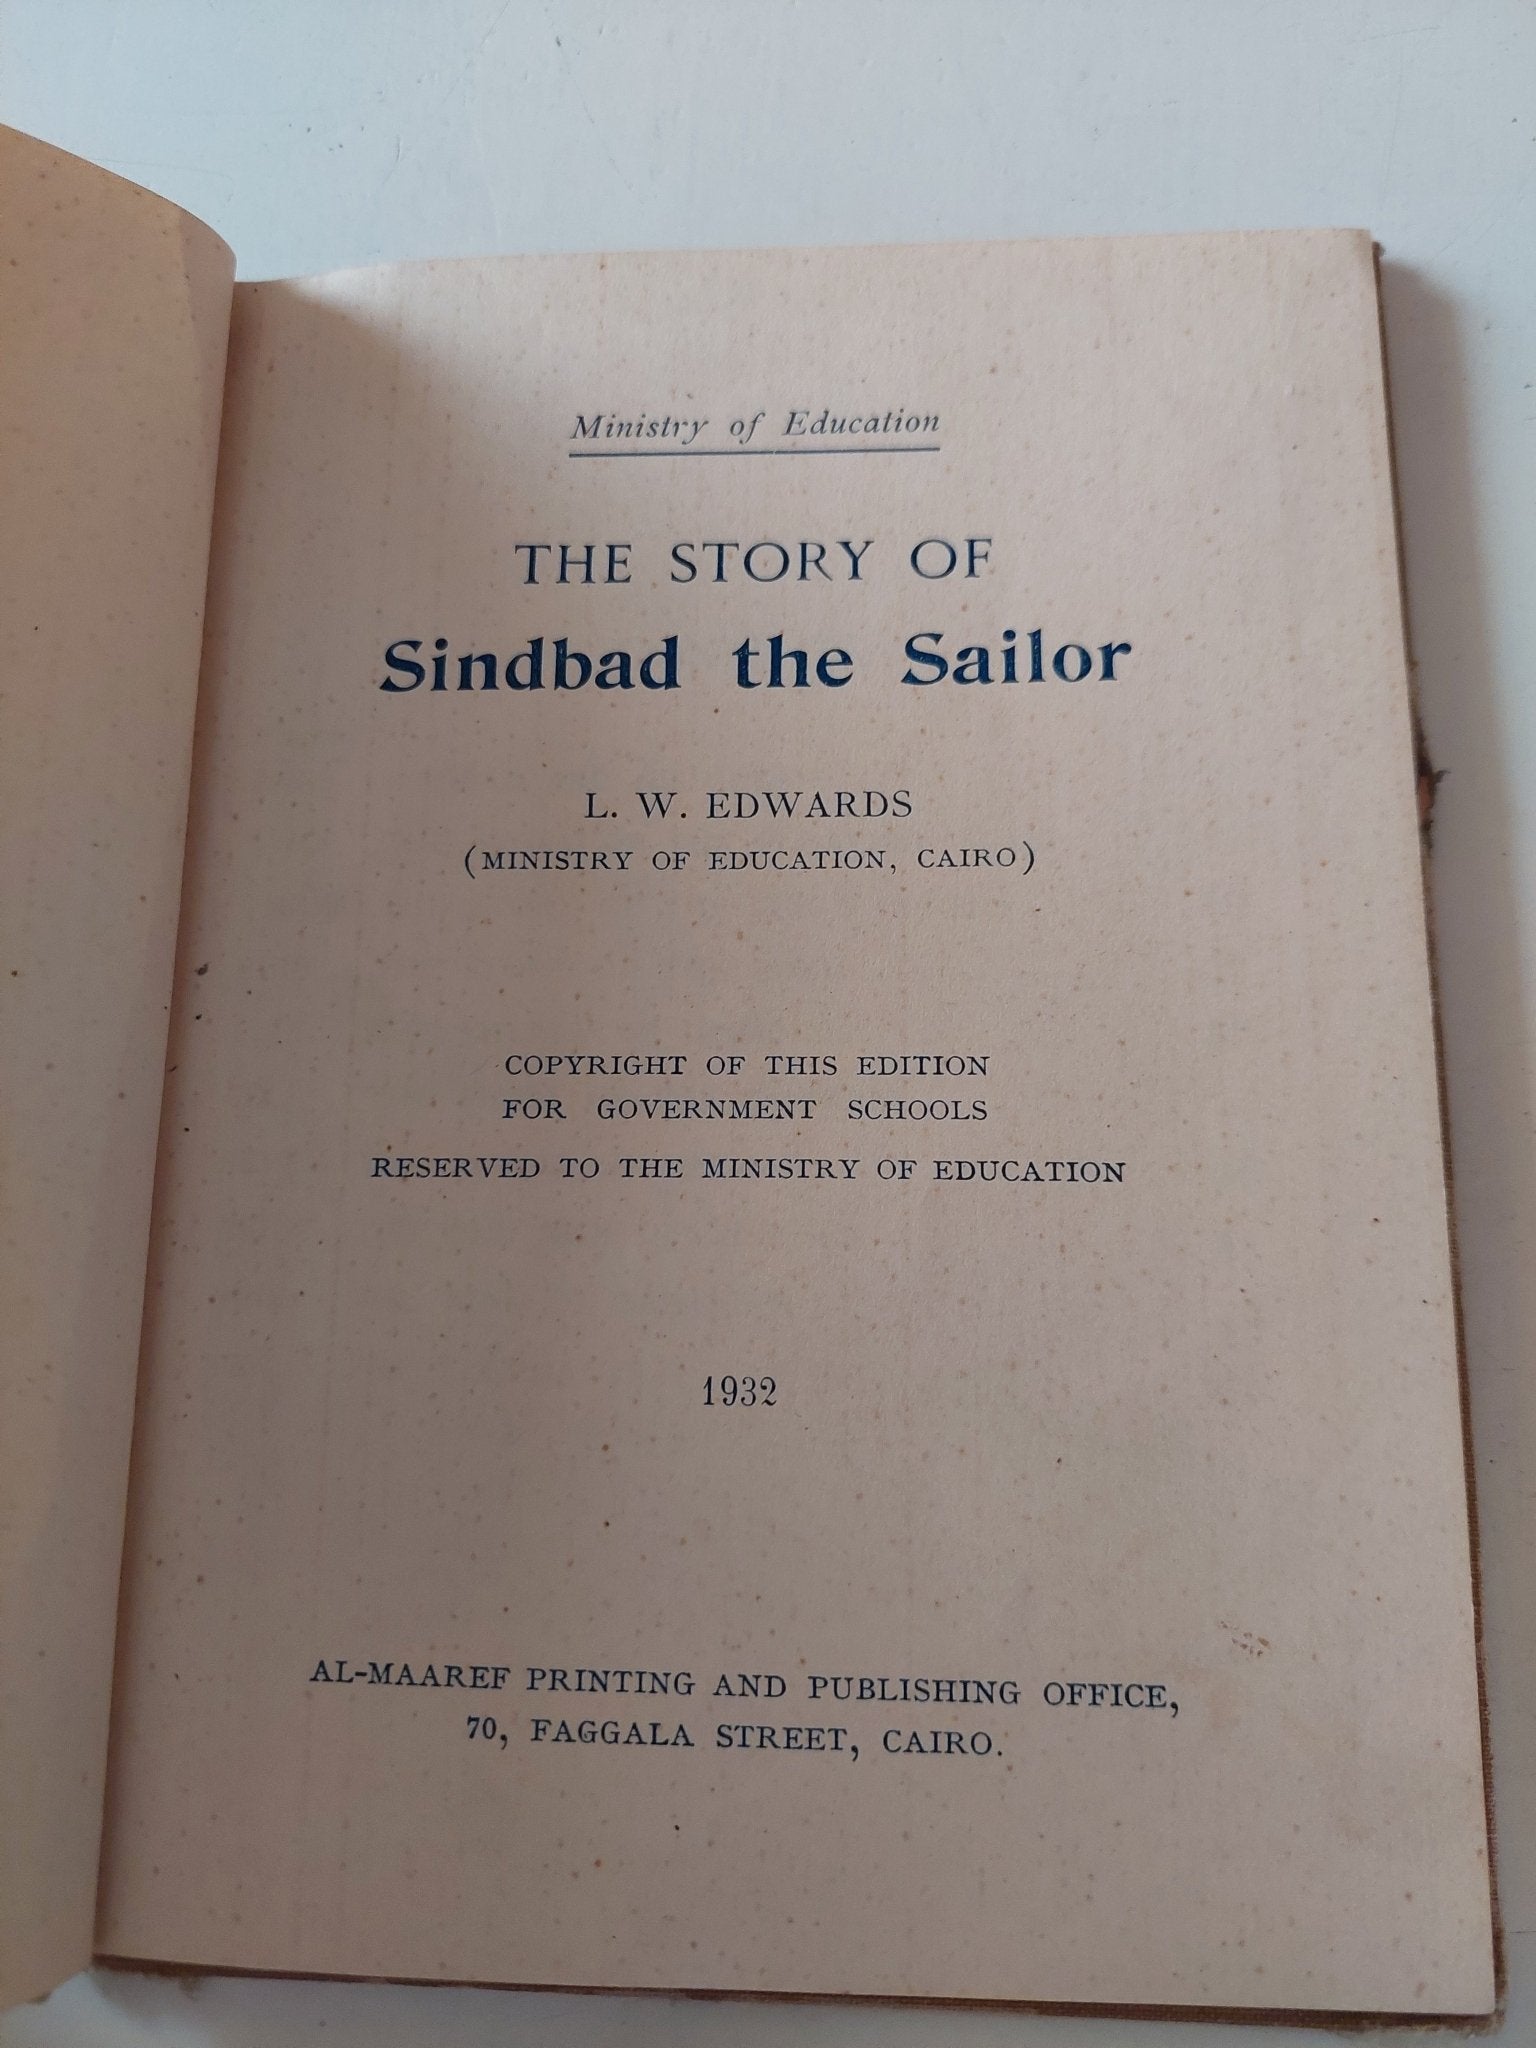 Ministry of Education
THE STORY OF
Sindbad the Sailor
L. W. EDWARDS
(MINISTRY OF EDUCATION, CAIRO)
COPYRIGHT OF THIS EDITION
FOR GOVERNMENT SCHOOLS
RESERVED TO THE MINISTRY OF EDUCATION
1932
AL-MAAREF PRINTING AND PUBLISHING OFFICE,
70, FAGGALA STREET, CAIRO.